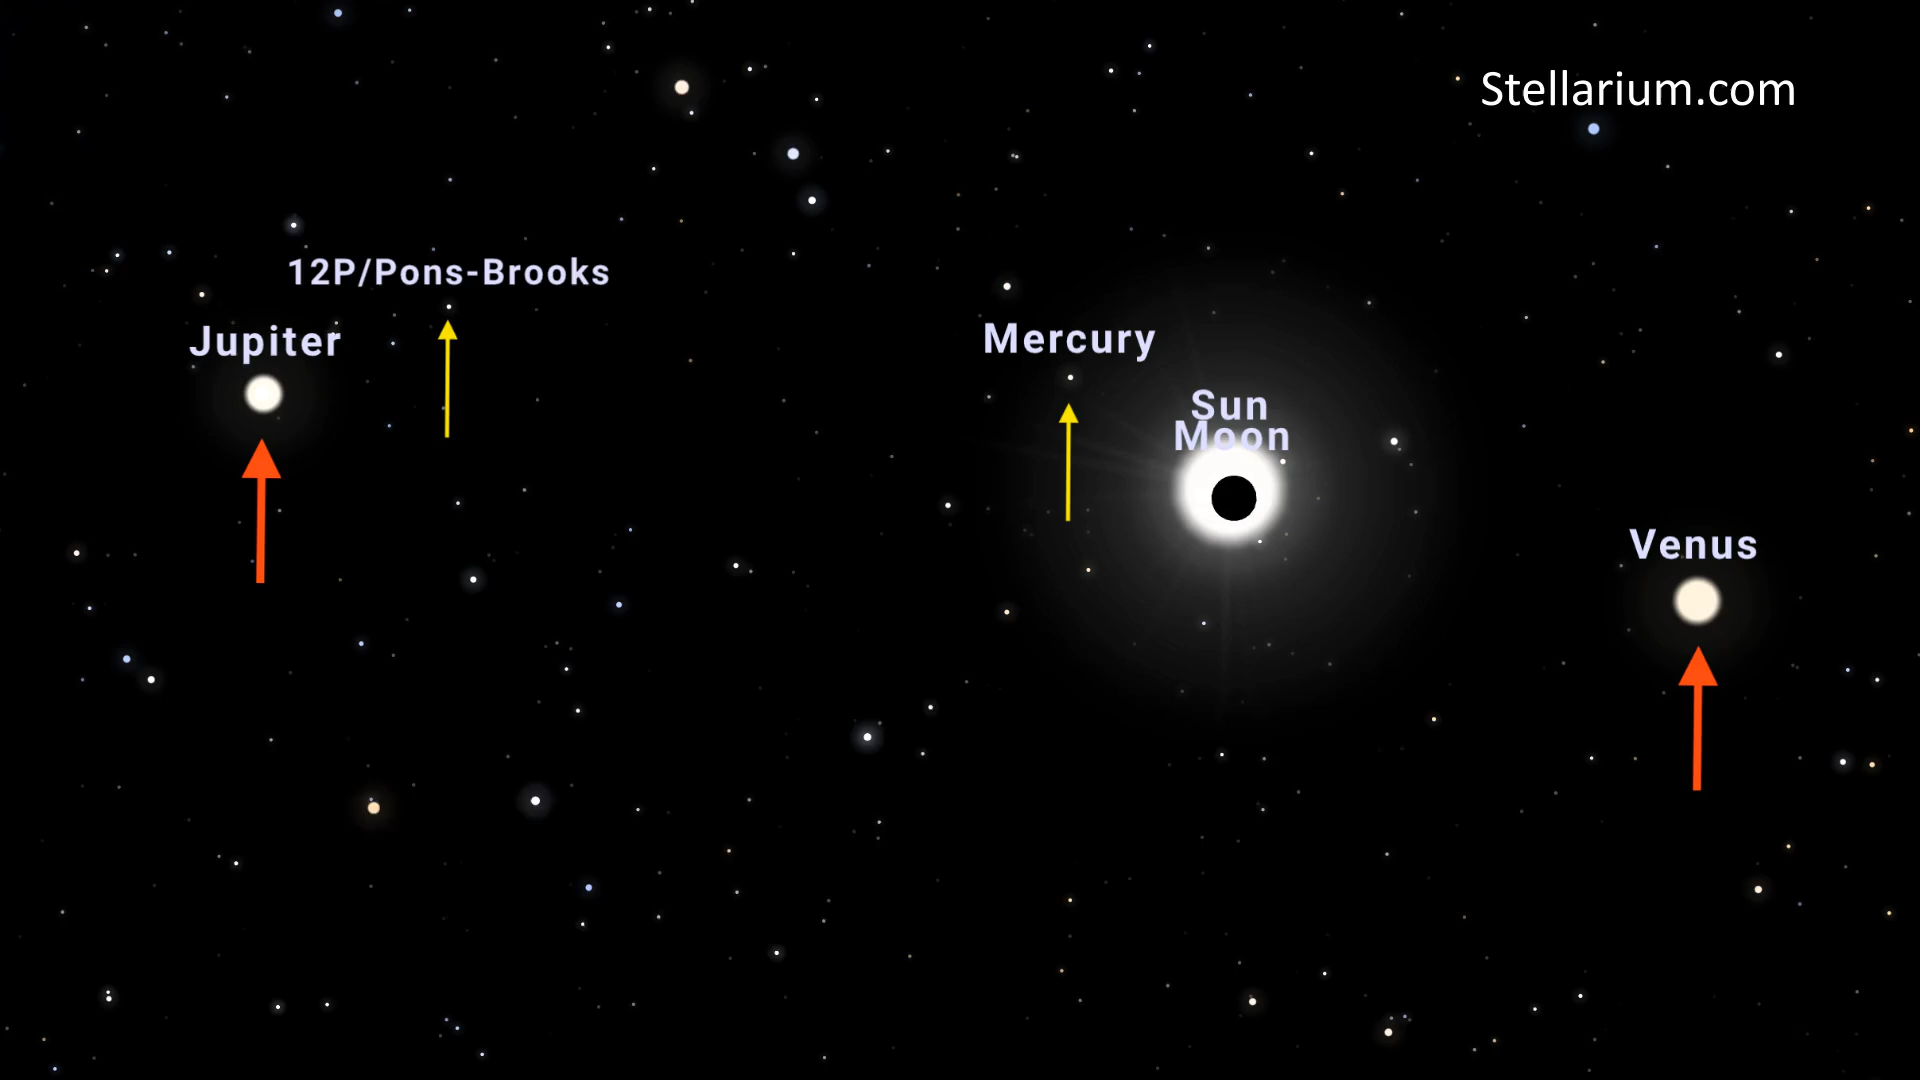 Stellarium.com
12P/Pons-Brooks
Jupiter
Mercury
Sun
Moon
Venus